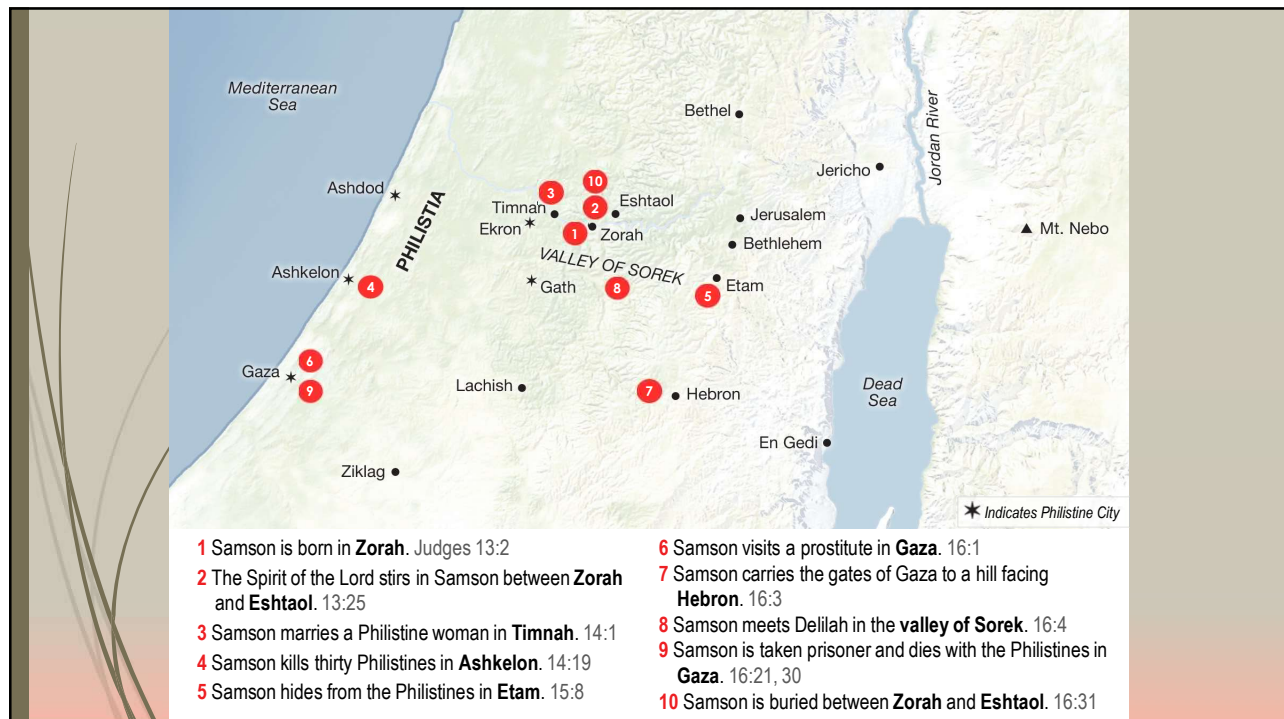 Mediterranean
Sea
Bethel
Jordan River
Jericho
Ashdod
PHILISTIA
3
10
2
Timnah
Eshtaol
Jerusalem
Ekron
1
Zorah
Mt. Nebo
Bethlehem
VALLEY OF SOREK
Ashkelon
4
Gath
8
5
Etam
6
Gaza
9
Lachish
7
Hebron
Dead
Sea
En Gedi
Ziklag
Indicates Philistine City
1 Samson is born in Zorah. Judges 13:2
2 The Spirit of the Lord stirs in Samson between Zorah
and Eshtaol. 13:25
3 Samson marries a Philistine woman in Timnah. 14:1
4 Samson kills thirty Philistines in Ashkelon. 14:19
5 Samson hides from the Philistines in Etam. 15:8
6 Samson visits a prostitute in Gaza. 16:1
7 Samson carries the gates of Gaza to a hill facing
Hebron. 16:3
8 Samson meets Delilah in the valley of Sorek. 16:4
9 Samson is taken prisoner and dies with the Philistines in
Gaza. 16:21, 30
10 Samson is buried between Zorah and Eshtaol. 16:31